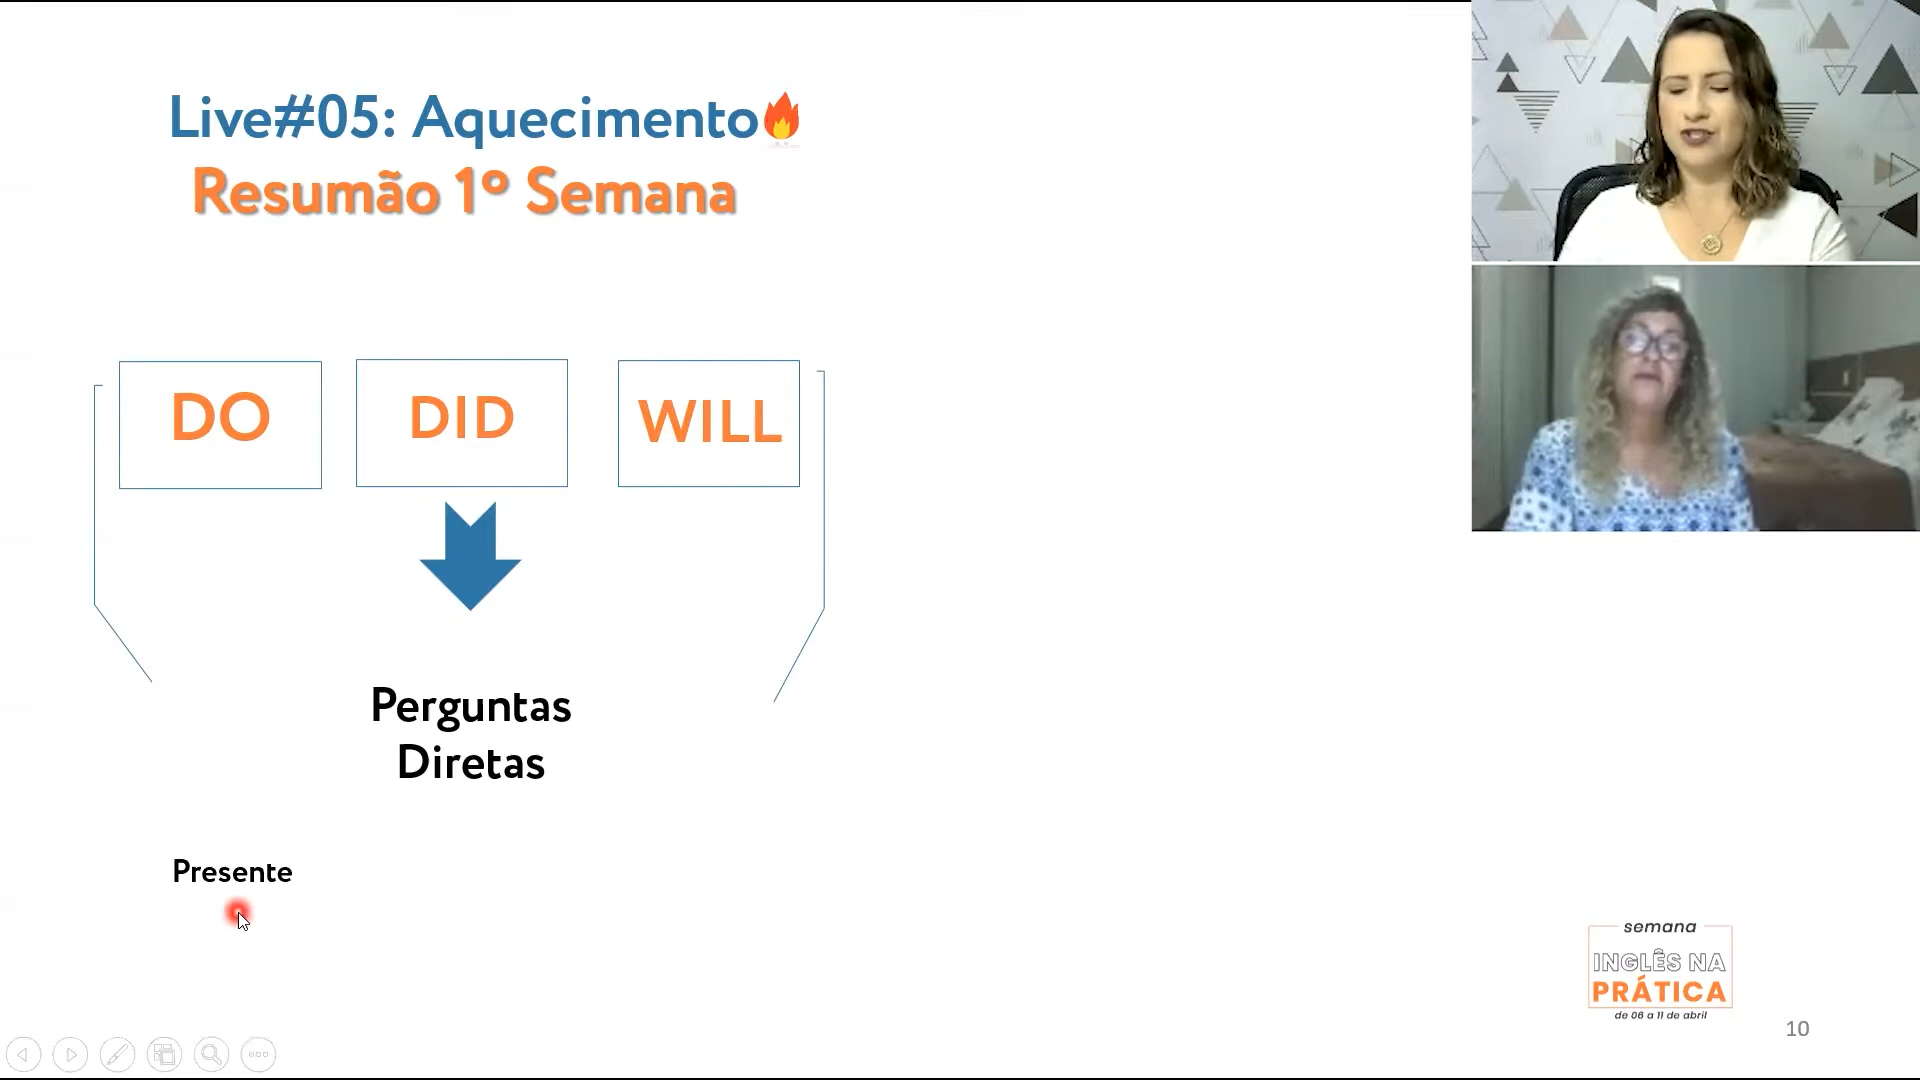 Live#05: Aquecimento
Resumão 1º Semana
DO
DID
WILL
Perguntas
Diretas
Presente
semana
INGLÊS NA
PRÁTICA
de 06 a 11 de abril
10